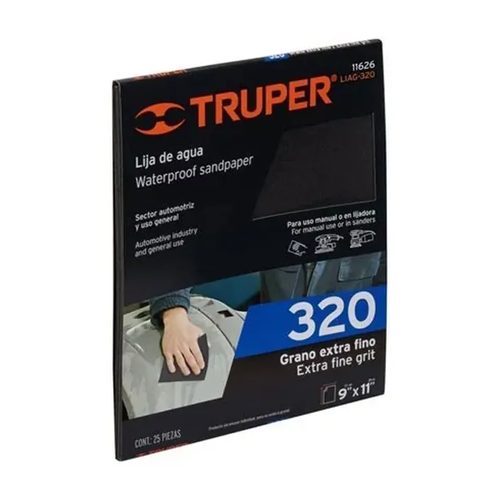 320
11626
LIAG-320
TRUPER®
Lija de agua
Waterproof sandpaper
Sector automotriz
y uso general
Automotive industry
and general use
Para uso manual o en lijadora
For manual use or in sanders
320
Grano extra fino
Extra fine grit
9" x 11"
CONT.: 25 PIEZAS